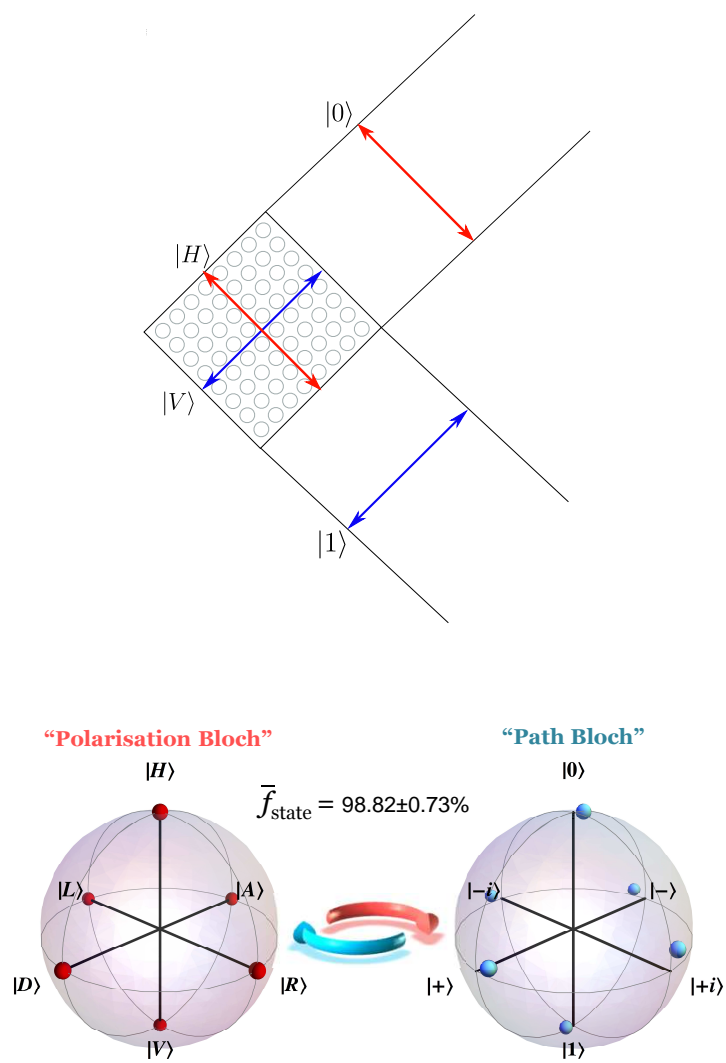 |0⟩
|H⟩
|V⟩
|1⟩
“Polarisation Bloch” “Path Bloch”
|H⟩ |0⟩
f̄state = 98.82±0.73%
|L⟩ |A⟩ |−i⟩ |−⟩
|D⟩ |R⟩ |+⟩ |+i⟩
|V⟩ |1⟩